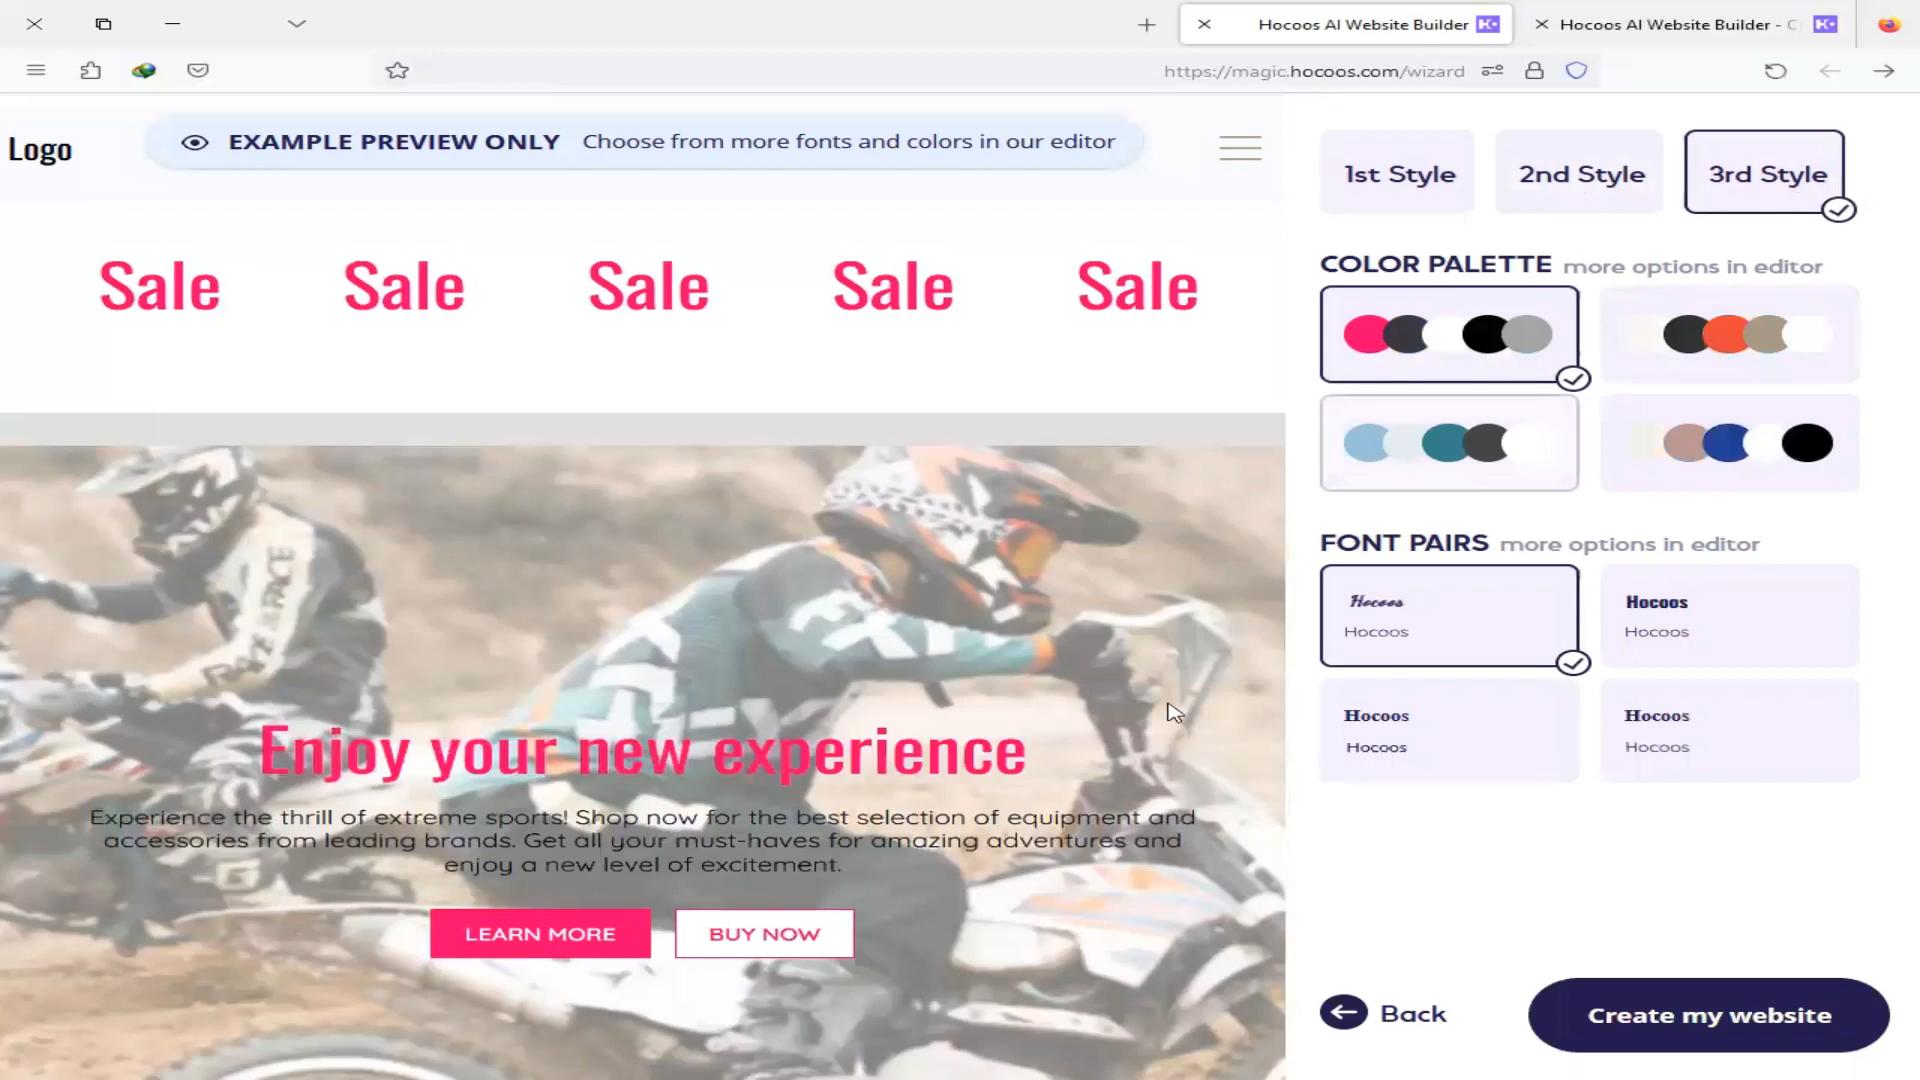 Hocoos AI Website Builder
Hocoos AI Website Builder - C
https://magic.hocoos.com/wizard
Logo
EXAMPLE PREVIEW ONLY Choose from more fonts and colors in our editor
Sale Sale Sale Sale Sale
Enjoy your new experience
Experience the thrill of extreme sports! Shop now for the best selection of equipment and
accessories from leading brands. Get all your must-haves for amazing adventures and
enjoy a new level of excitement.
LEARN MORE
BUY NOW
1st Style
2nd Style
3rd Style
COLOR PALETTE more options in editor
FONT PAIRS more options in editor
Hocoos
Hocoos
Hocoos
Hocoos
Hocoos
Hocoos
Hocoos
Hocoos
Back
Create my website